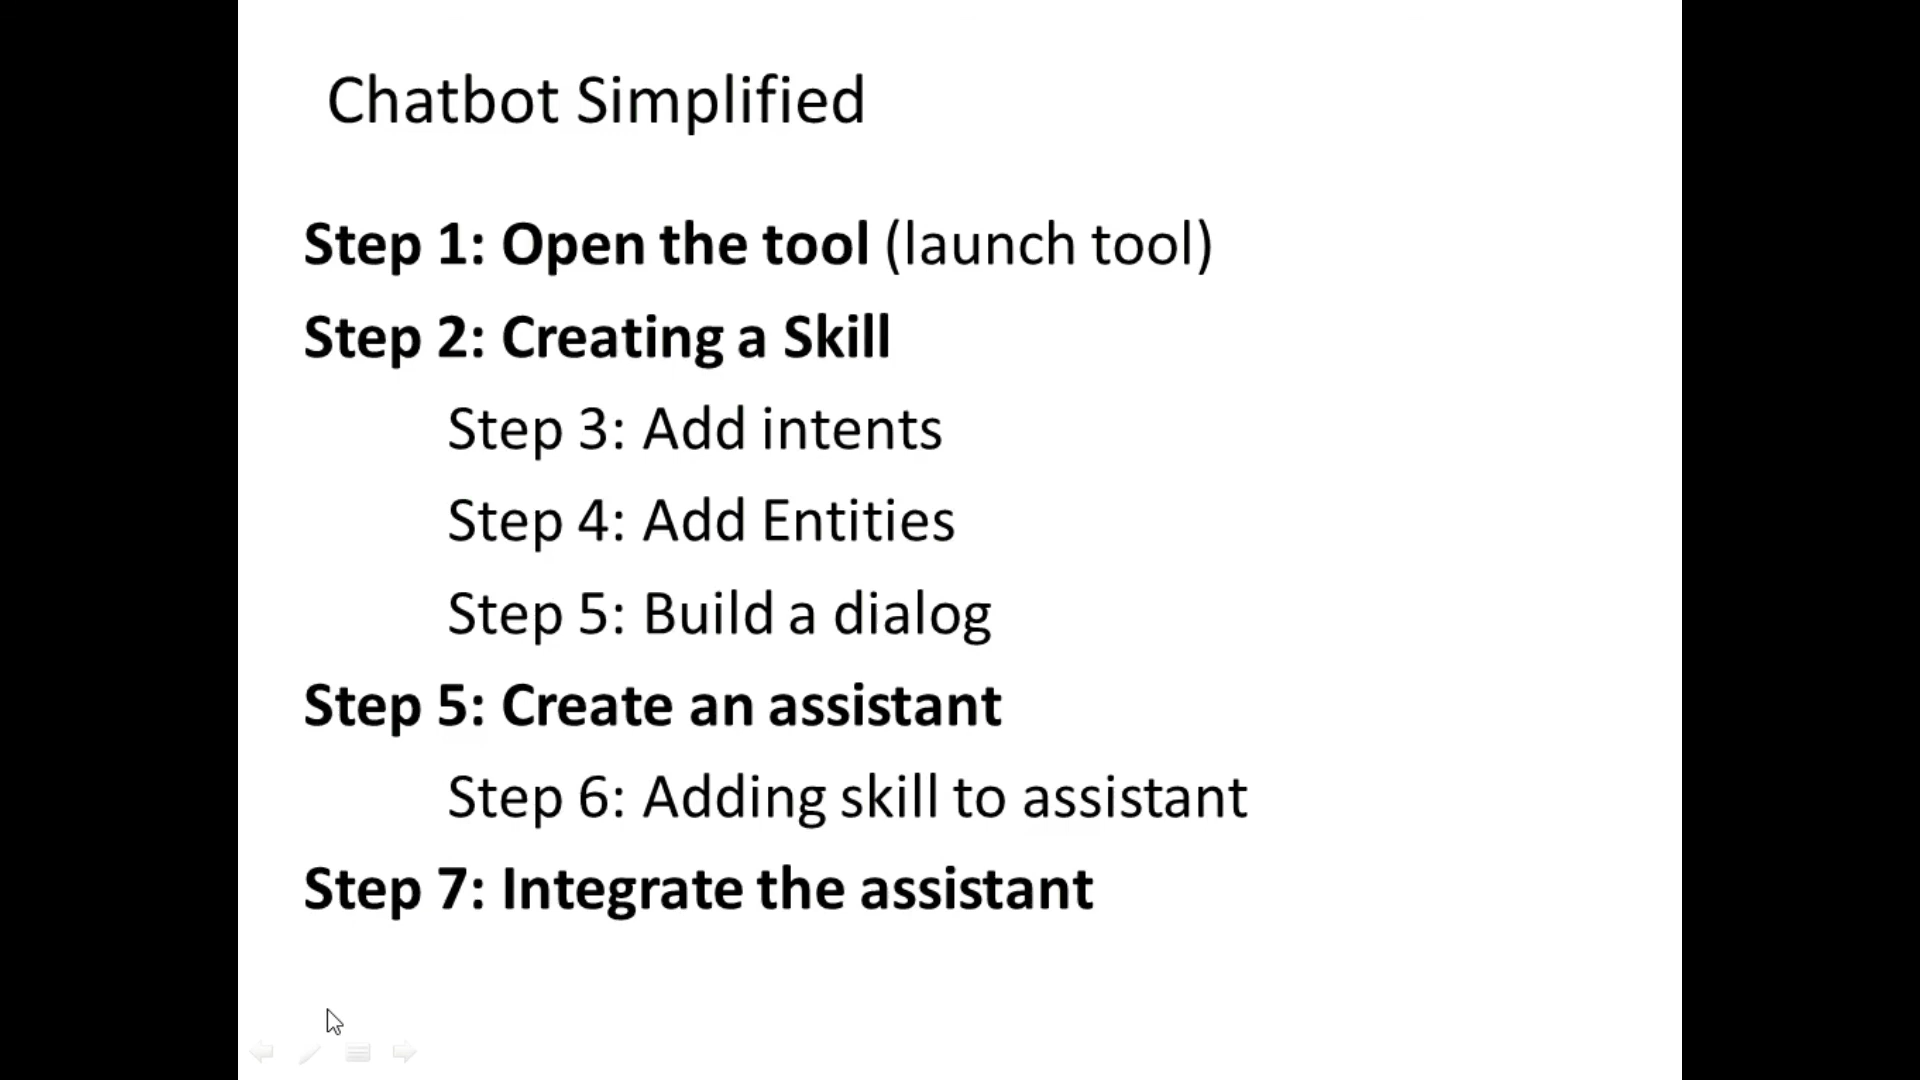 Chatbot Simplified
Step 1: Open the tool (launch tool)
Step 2: Creating a Skill
Step 3: Add intents
Step 4: Add Entities
Step 5: Build a dialog
Step 5: Create an assistant
Step 6: Adding skill to assistant
Step 7: Integrate the assistant